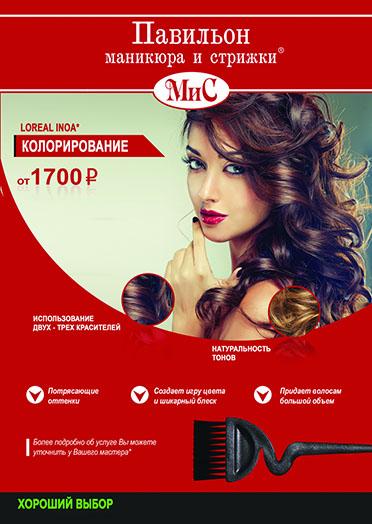 Павильон
маникюра и стрижки®
МиС
LOREAL INOA*
КОЛОРИРОВАНИЕ
от 1700 ₽
ИСПОЛЬЗОВАНИЕ
ДВУХ - ТРЕХ КРАСИТЕЛЕЙ
НАТУРАЛЬНОСТЬ
ТОНОВ
Потрясающие
оттенки
Создает игру цвета
и шикарный блеск
Придает волосам
большой объем
Более подробно об услуге Вы можете
уточнить у Вашего мастера*
ХОРОШИЙ ВЫБОР